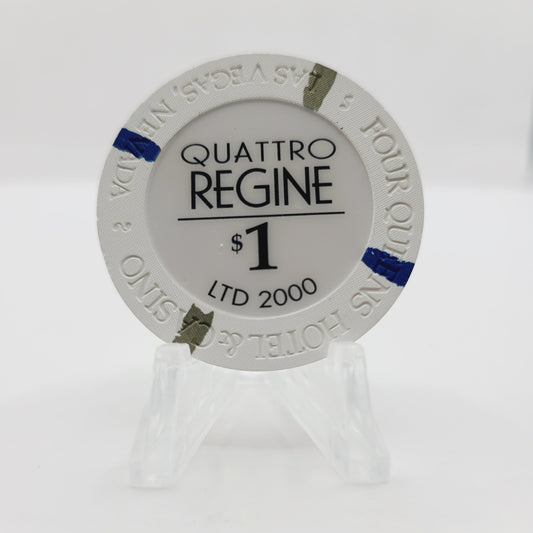 QUATTRO
REGINE
$1
LTD 2000
FOUR QUEENS HOTEL & CASINO
LAS VEGAS, NEVADA